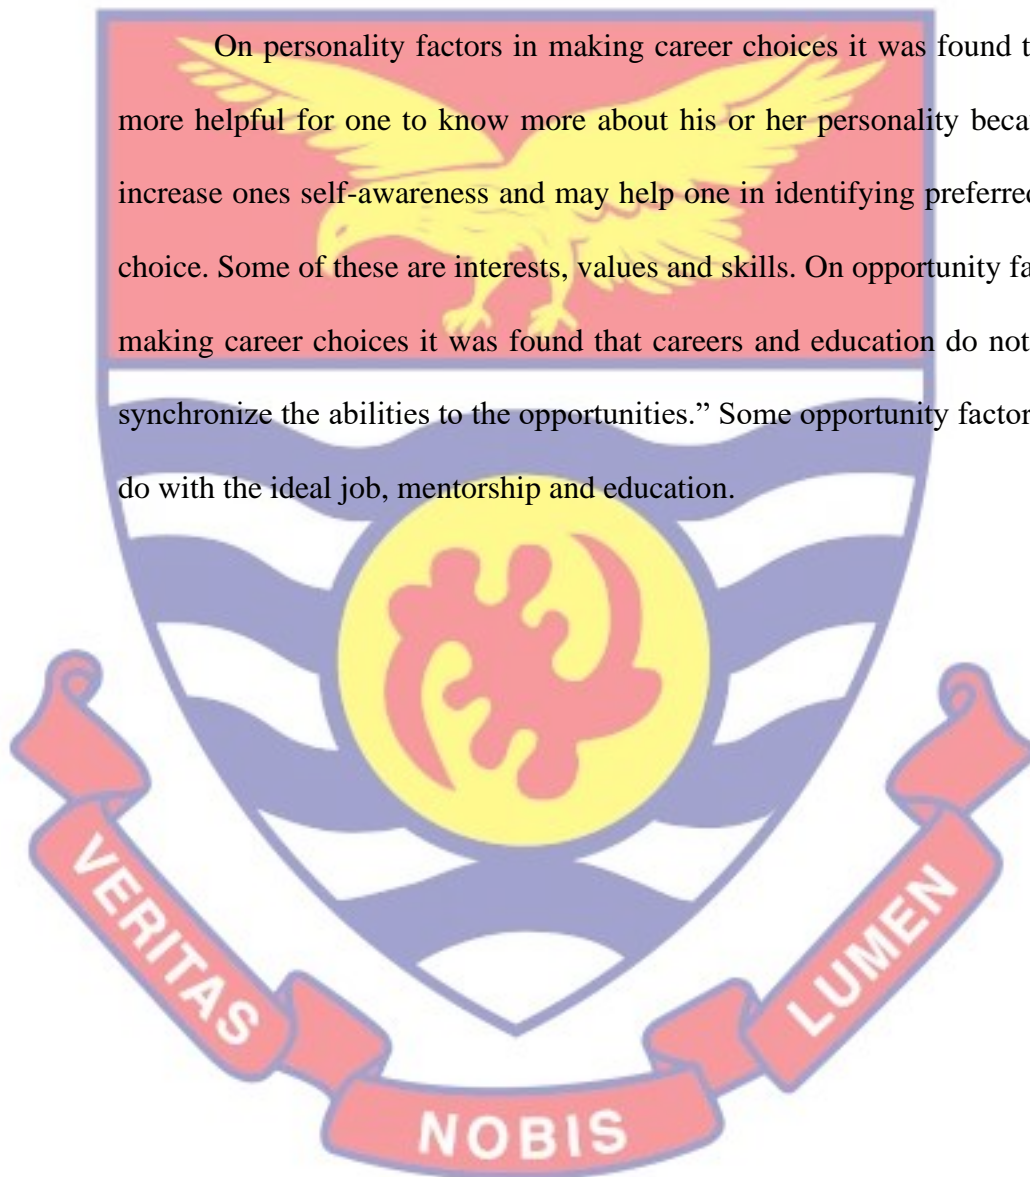 On personality factors in making career choices it was found t
more helpful for one to know more about his or her personality beca
increase ones self-awareness and may help one in identifying preferred
choice. Some of these are interests, values and skills. On opportunity fa
making career choices it was found that careers and education do not
synchronize the abilities to the opportunities.” Some opportunity factor
do with the ideal job, mentorship and education.
VERITAS
NOBIS
LUMEN